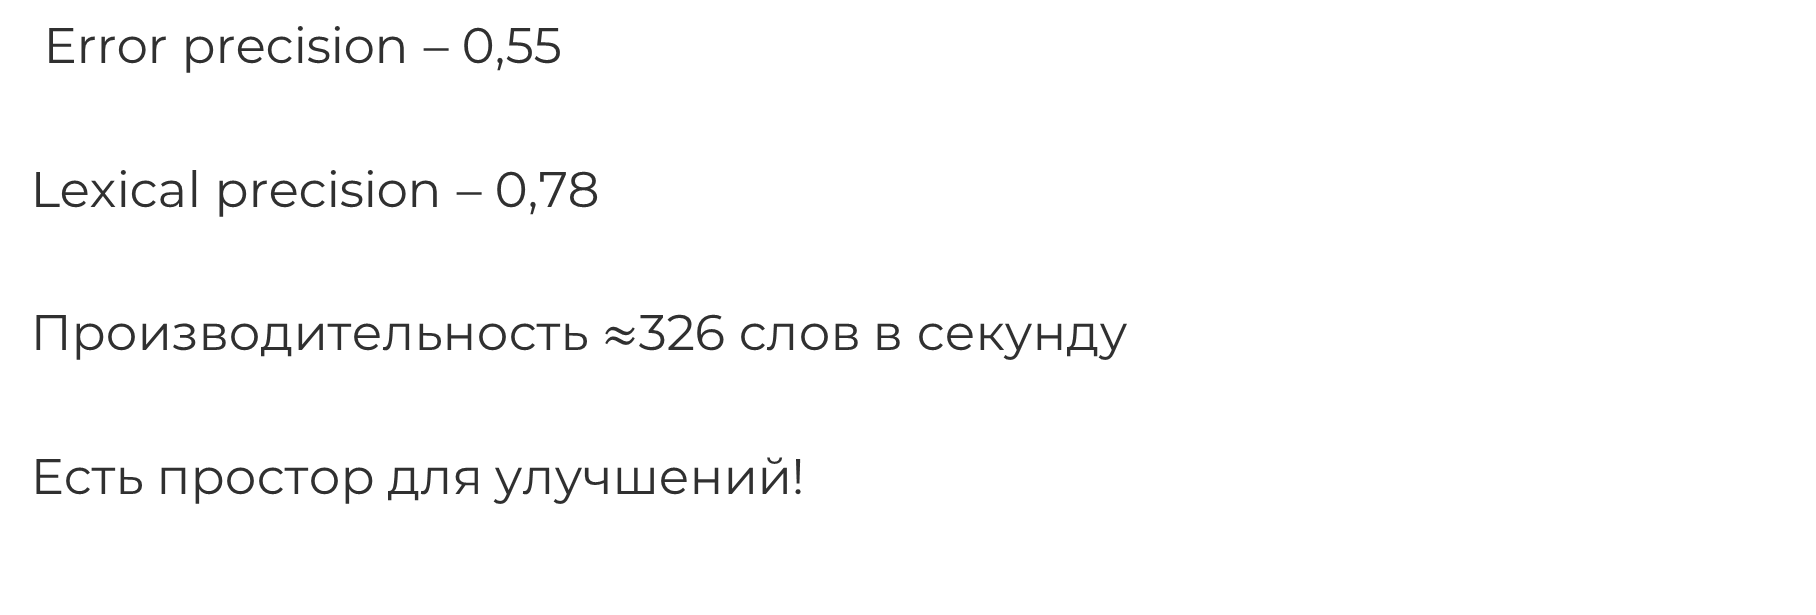 Error precision – 0,55
Lexical precision – 0,78
Производительность ≈326 слов в секунду
Есть простор для улучшений!